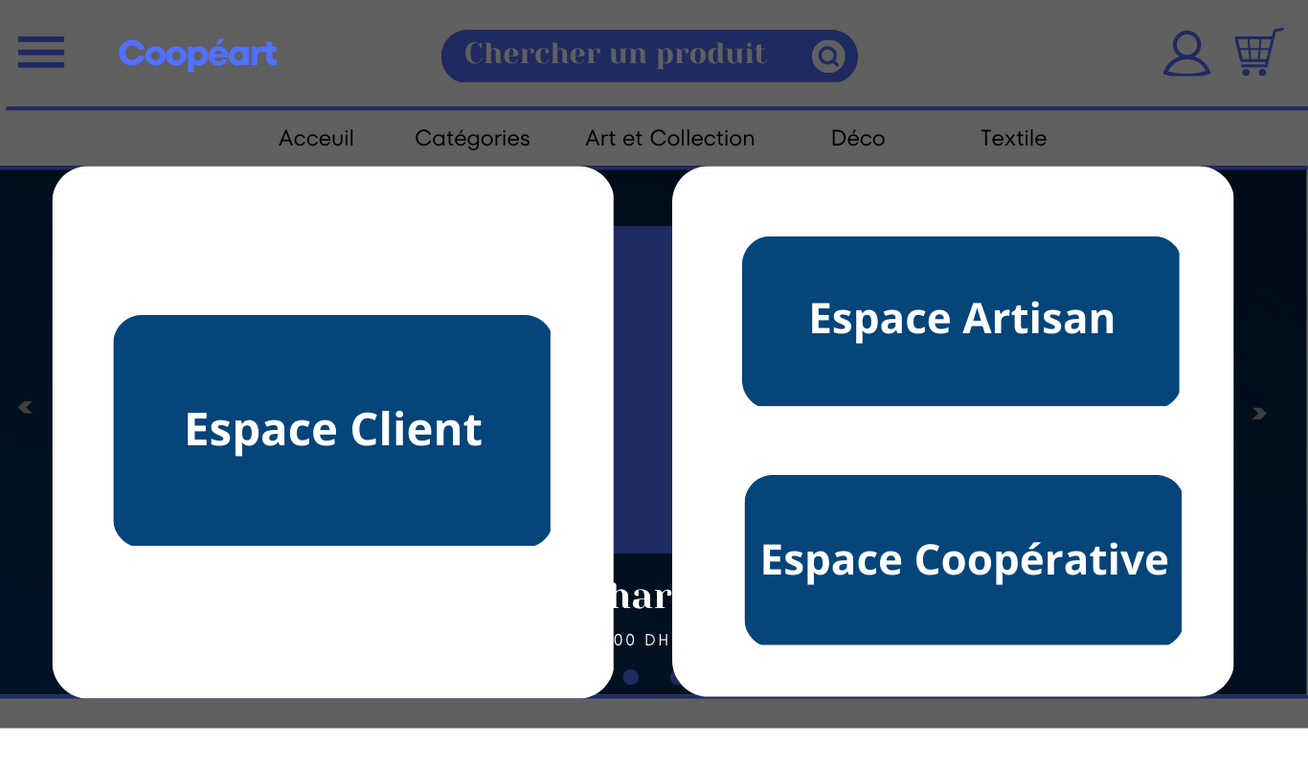 Coopéart
Chercher un produit
Acceuil Catégories Art et Collection Déco Textile
Espace Client
Espace Artisan
Espace Coopérative
har
00 DH